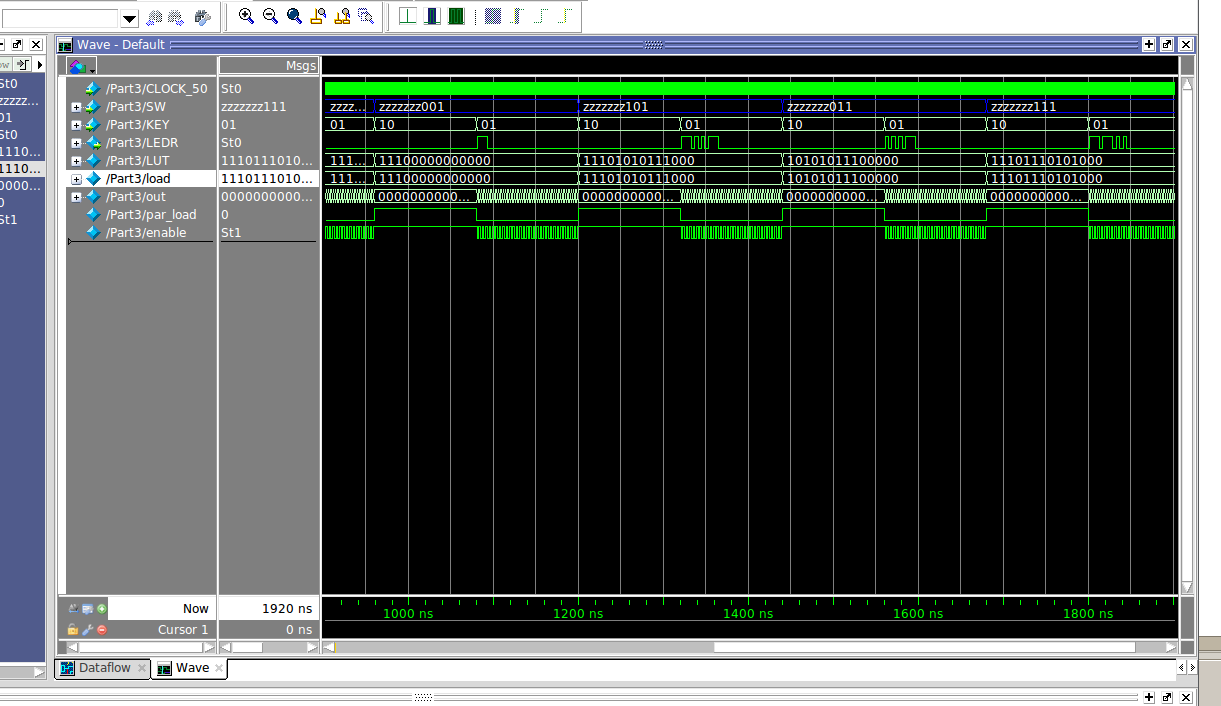 Wave - Default
Msgs
ow
St0
zzzzz...
01
St0
1110...
1110...
0000...
0
St1
/Part3/CLOCK_50 St0
/Part3/SW zzzzzzz111 zzzz... zzzzzzz001 zzzzzzz101 zzzzzzz011 zzzzzzz111
/Part3/KEY 01 01 10 01 10 01 10 01 10 01
/Part3/LEDR St0
/Part3/LUT 1110111010... 111... 11100000000000 11101010111000 10101011100000 11101110101000
/Part3/load 1110111010... 111... 11100000000000 11101010111000 10101011100000 11101110101000
/Part3/out 0000000000... 0000000000... 0000000000... 0000000000... 0000000000...
/Part3/par_load 0
/Part3/enable St1
Now 1920 ns 1000 ns 1200 ns 1400 ns 1600 ns 1800 ns
Cursor 1 0 ns
Dataflow Wave